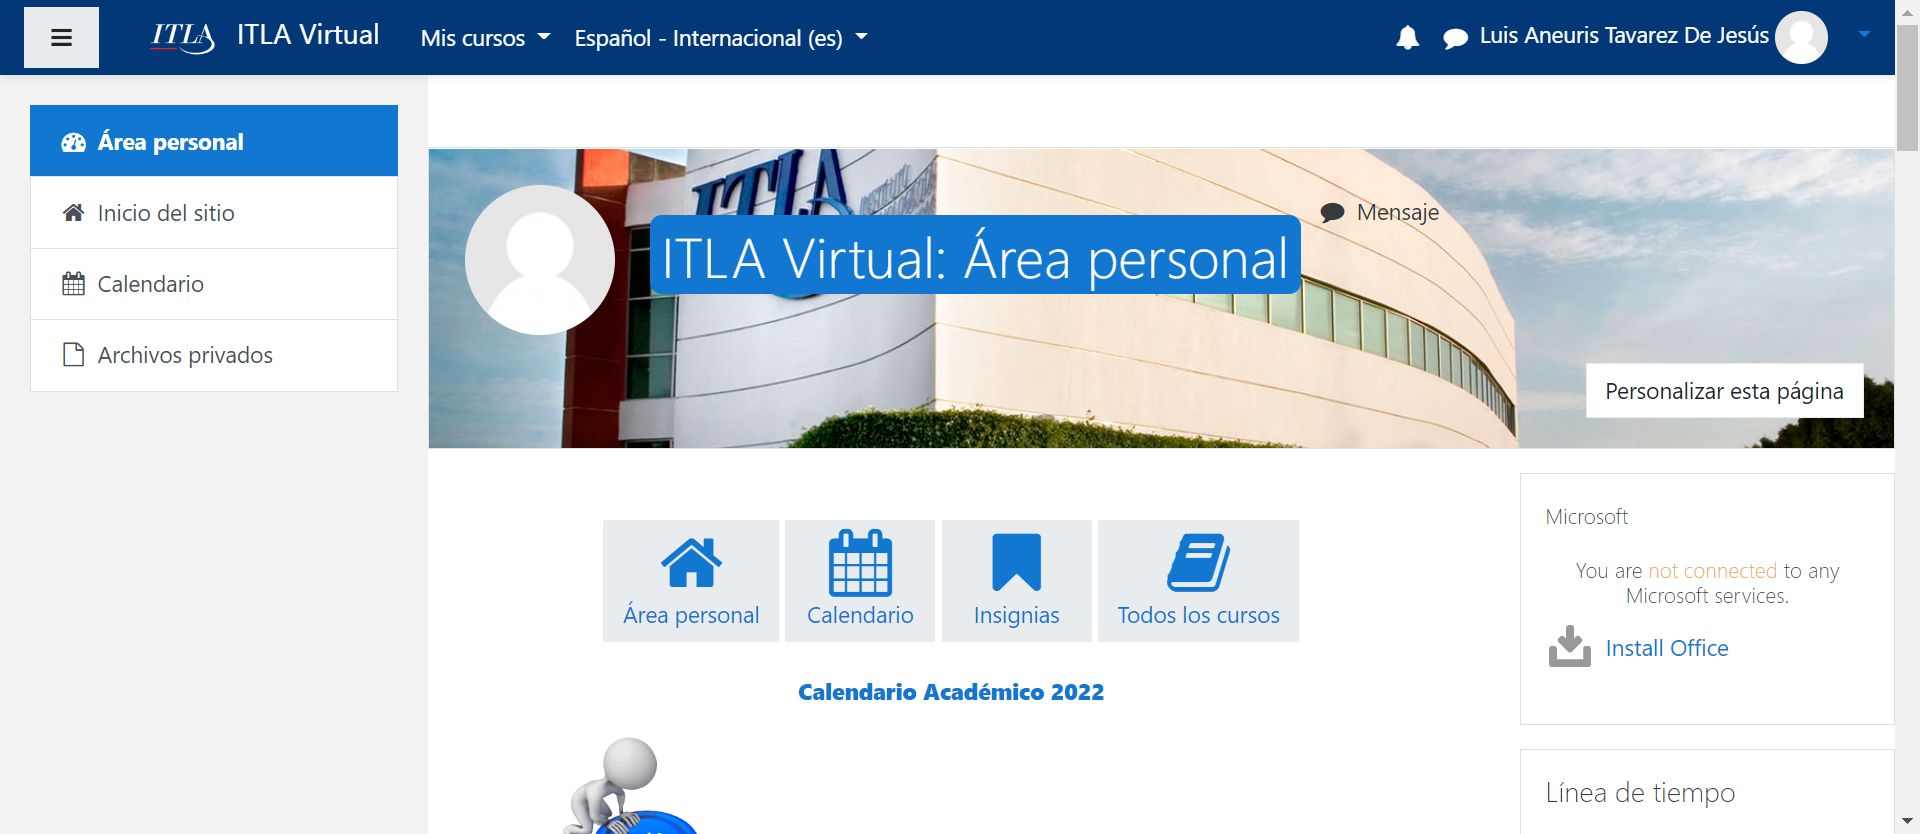 ITLA
ITLA Virtual
Mis cursos
Español - Internacional (es)
Luis Aneuris Tavarez De Jesús
Área personal
Inicio del sitio
Calendario
Archivos privados
ITLA
ITLA Virtual: Área personal
Mensaje
Personalizar esta página
Área personal
Calendario
Insignias
Todos los cursos
Calendario Académico 2022
Microsoft
You are not connected to any
Microsoft services.
Install Office
Línea de tiempo